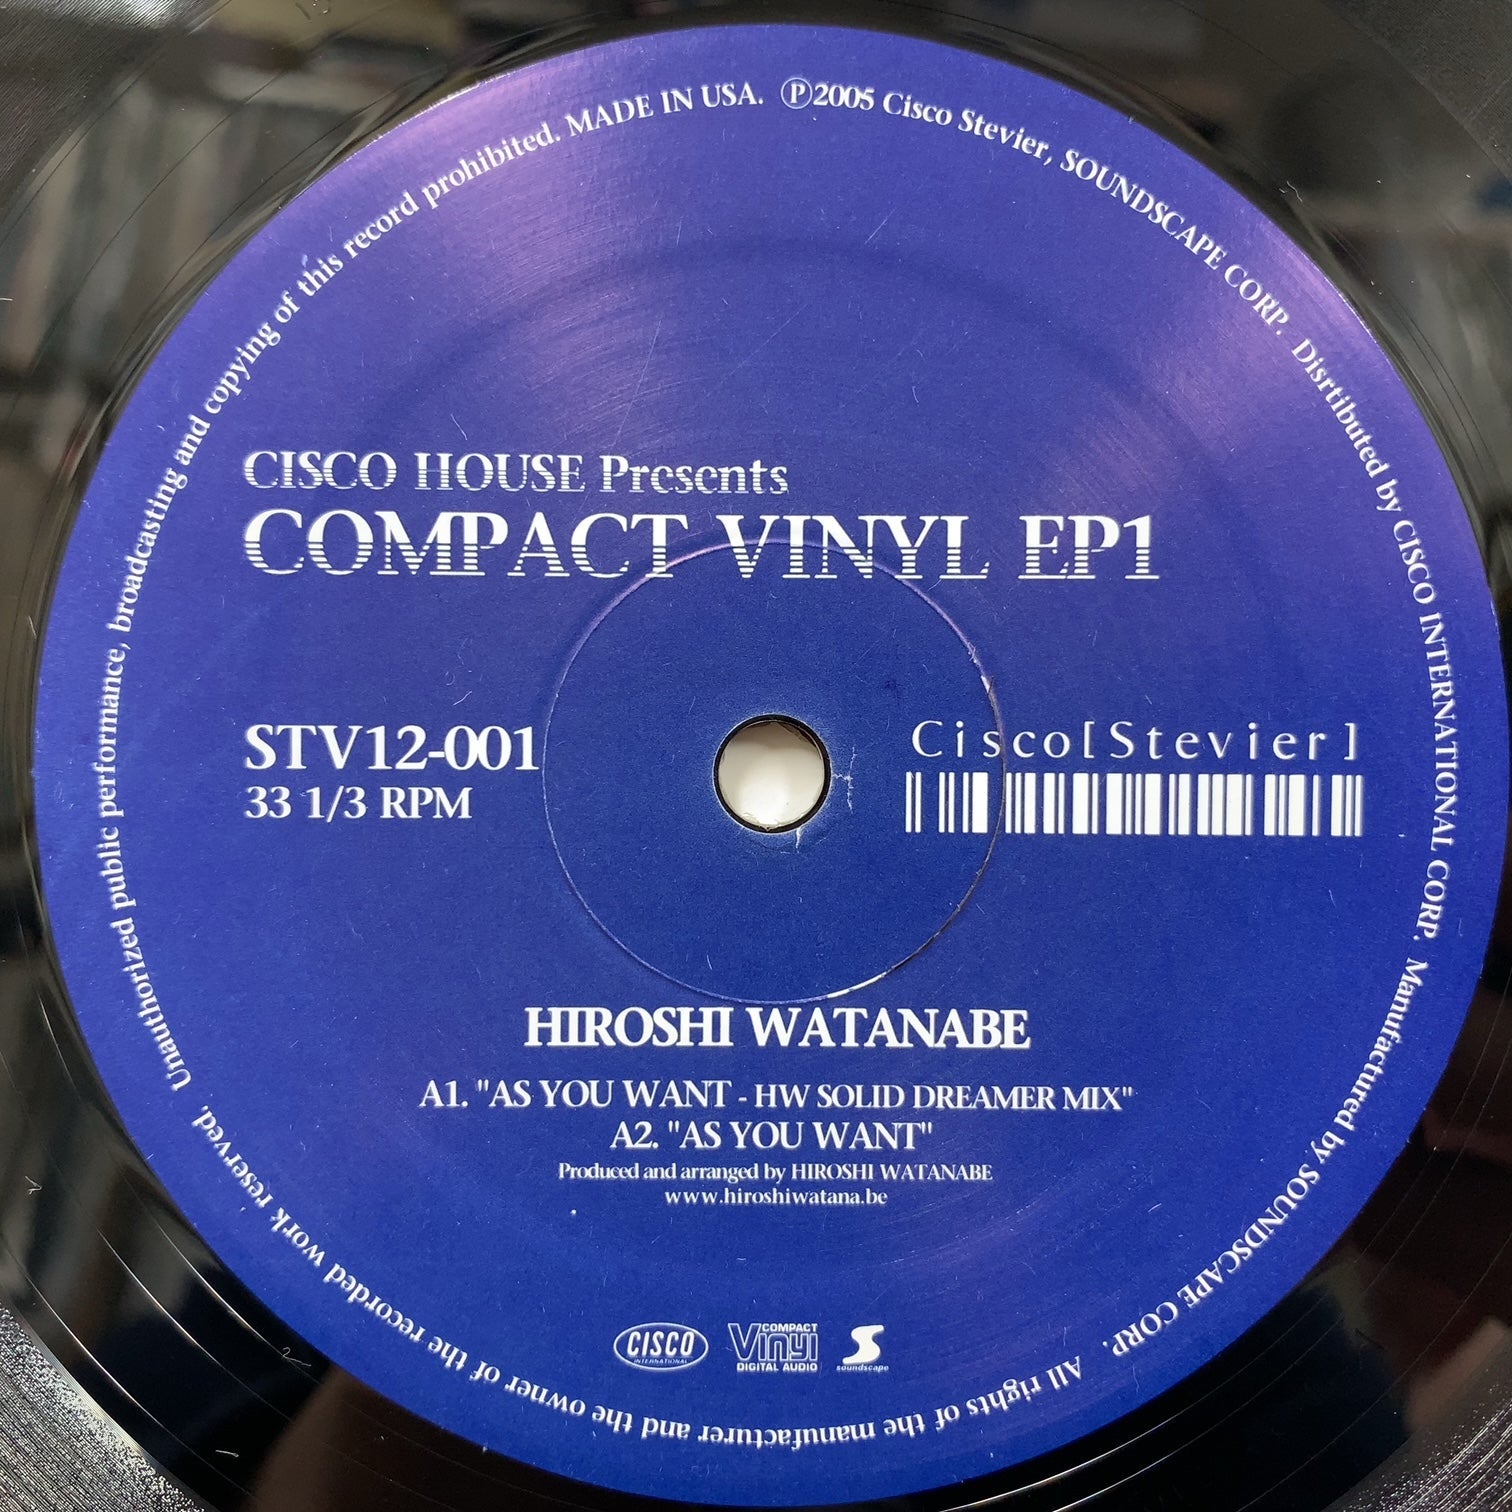 CISCO HOUSE Presents
COMPACT VINYL EP1
STV12-001
33 1/3 RPM
Cisco[Stevier]
HIROSHI WATANABE
A1. "AS YOU WANT - HW SOLID DREAMER MIX"
A2. "AS YOU WANT"
Produced and arranged by HIROSHI WATANABE
www.hiroshiwatana.be
CISCO
INTERNATIONAL
COMPACT
Vinyl
DIGITAL AUDIO
S
soundscape
℗2005 Cisco Stevier, SOUNDSCAPE CORP. Disrtibuted by CISCO INTERNATIONAL CORP. Manufactured by SOUNDSCAPE CORP. All rights of the manufacturer and the owner of the recorded work reserved. Unauthorized public performance, broadcasting and copying of this record prohibited. MADE IN USA.